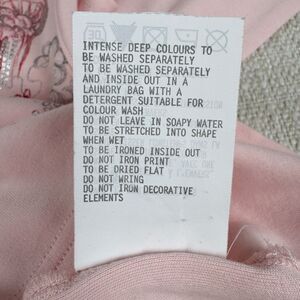 30
INTENSE DEEP COLOURS TO
BE WASHED SEPARATELY
TO BE WASHED SEPARATELY
AND INSIDE OUT IN A
LAUNDRY BAG WITH A
DETERGENT SUITABLE FOR
COLOUR WASH
DO NOT LEAVE IN SOAPY WATER
TO BE STRETCHED INTO SHAPE
WHEN WET
TO BE IRONED INSIDE OUT
DO NOT IRON PRINT
TO BE DRIED FLAT
DO NOT WRING
DO NOT IRON DECORATIVE
ELEMENTS